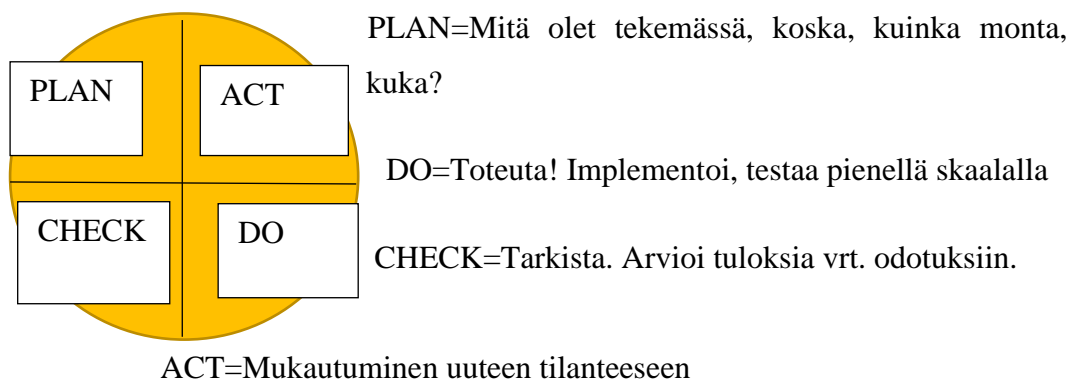 PLAN=Mitä olet tekemässä, koska, kuinka monta,
kuka?
PLAN
ACT
DO=Toteuta! Implementoi, testaa pienellä skaalalla
CHECK
DO
CHECK=Tarkista. Arvioi tuloksia vrt. odotuksiin.
ACT=Mukautuminen uuteen tilanteeseen